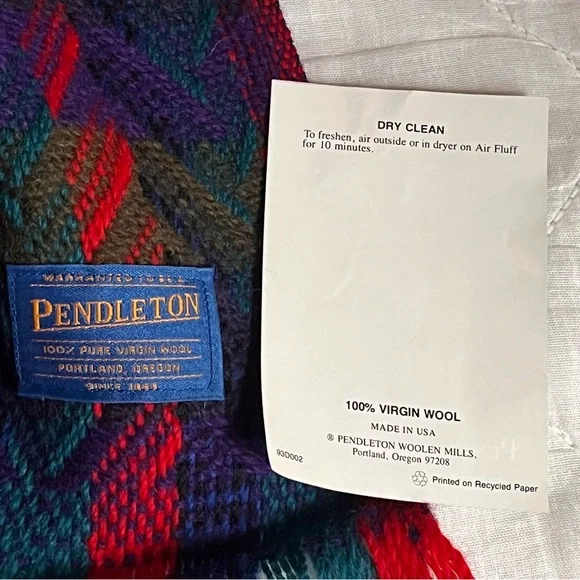 WARRANTED TO BE A
PENDLETON
100% PURE VIRGIN WOOL
PORTLAND, OREGON
SINCE 1863
DRY CLEAN
To freshen, air outside or in dryer on Air Fluff
for 10 minutes.
100% VIRGIN WOOL
MADE IN USA
® PENDLETON WOOLEN MILLS,
Portland, Oregon 97208
93D002
Printed on Recycled Paper